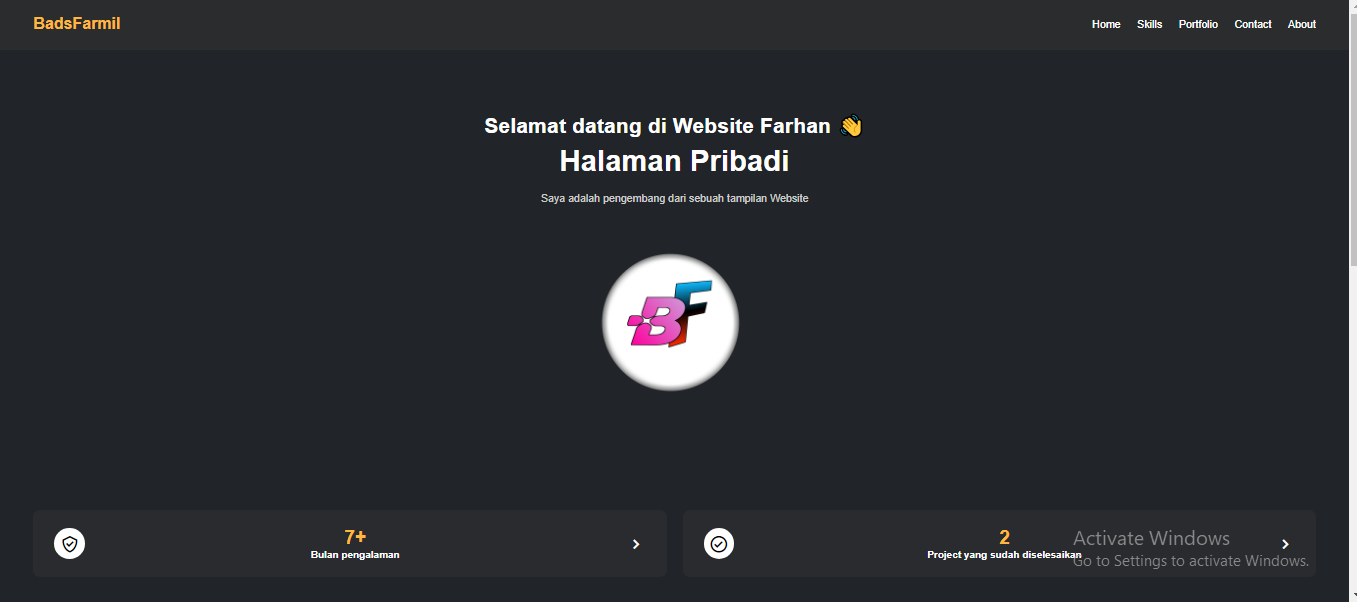 BadsFarmil
Home Skills Portfolio Contact About
Selamat datang di Website Farhan 👋
Halaman Pribadi
Saya adalah pengembang dari sebuah tampilan Website
BF
7+
Bulan pengalaman
2
Project yang sudah diselesaikan
Activate Windows
Go to Settings to activate Windows.